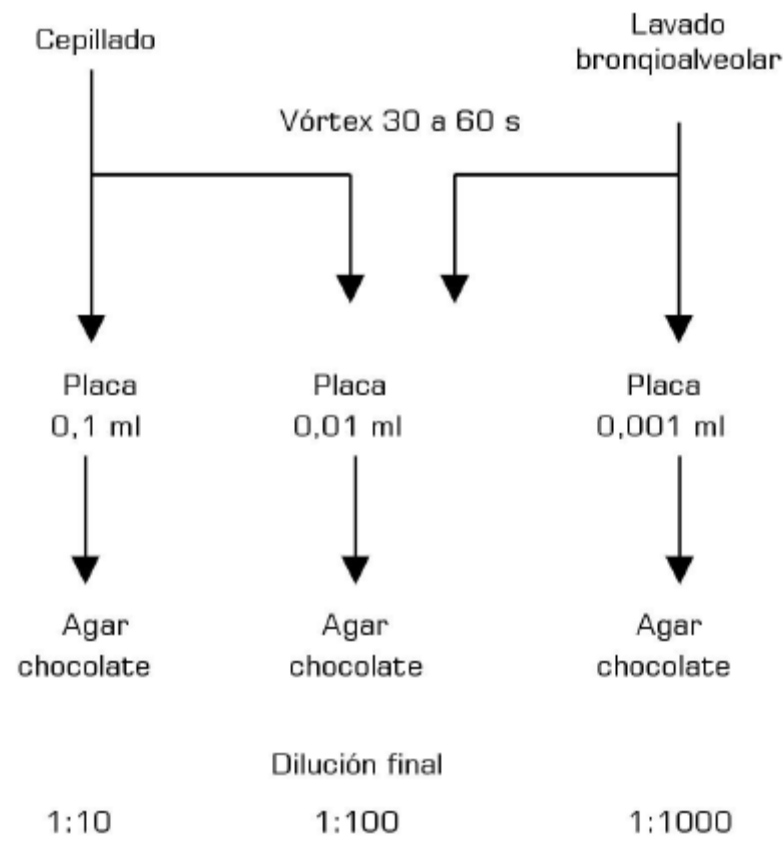 Cepillado
Lavado
bronqioalveolar
Vórtex 30 a 60 s
Placa
0,1 ml
Placa
0,01 ml
Placa
0,001 ml
Agar
chocolate
Agar
chocolate
Agar
chocolate
Dilución final
1:10
1:100
1:1000